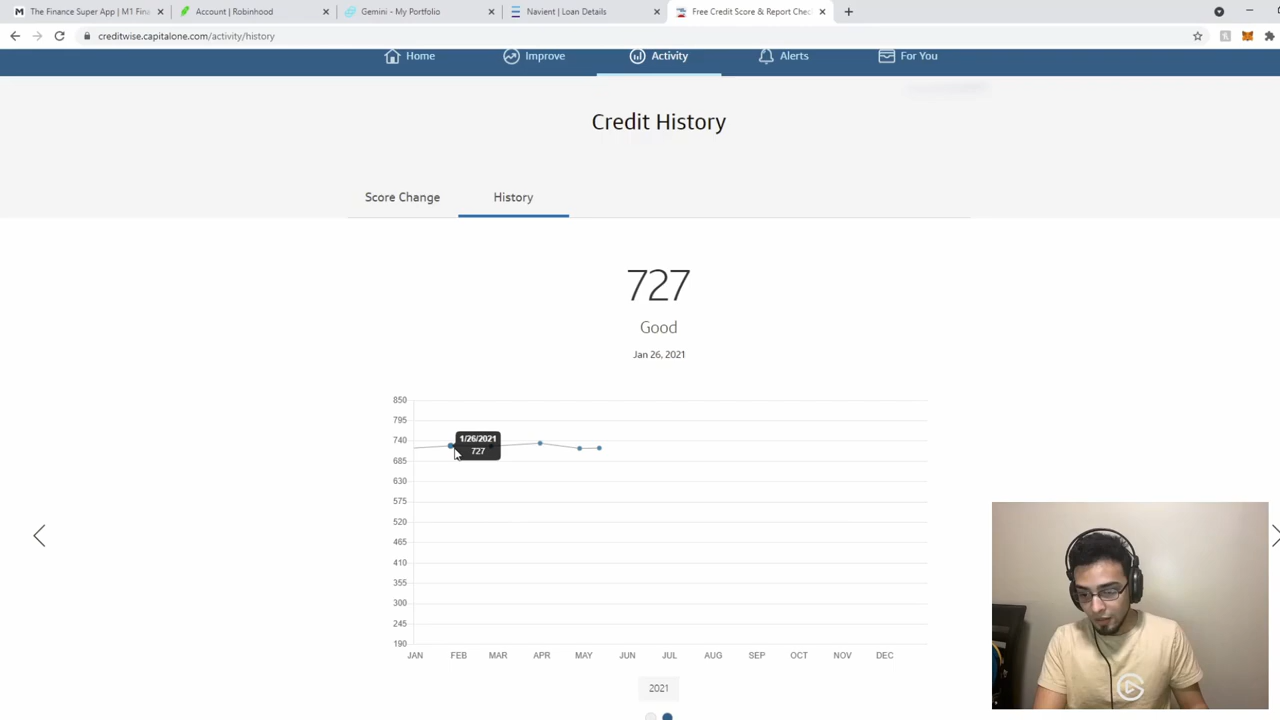 The Finance Super App | M1 Fina
Account | Robinhood
Gemini - My Portfolio
Navient | Loan Details
Free Credit Score & Report Chec
creditwise.capitalone.com/activity/history
Home
Improve
Activity
Alerts
For You
Credit History
Score Change
History
727
Good
Jan 26, 2021
850
795
740
685
630
575
520
465
410
355
300
245
190
1/26/2021
727
JAN FEB MAR APR MAY JUN JUL AUG SEP OCT NOV DEC
2021